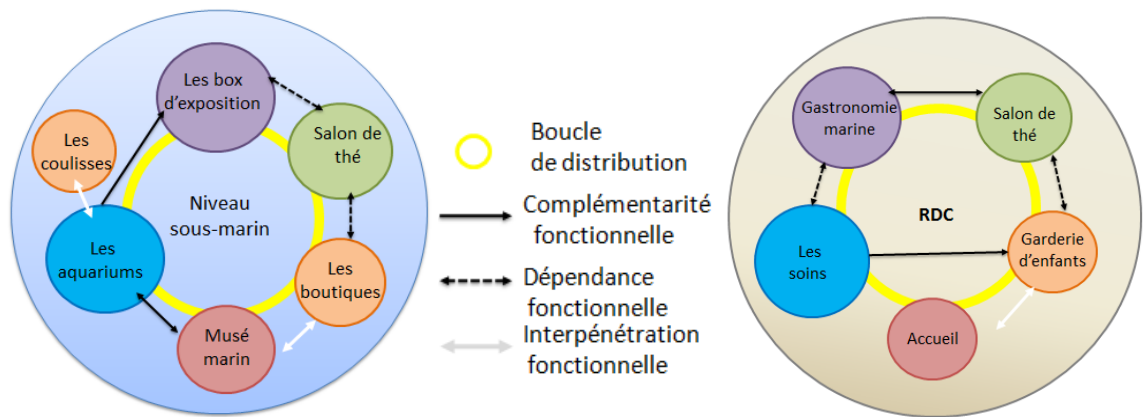 Les box
d'exposition
Les
coulisses
Salon de
thé
Niveau
sous-marin
Les
aquariums
Les
boutiques
Musé
marin
Boucle
de distribution
Complémentarité
fonctionnelle
Dépendance
fonctionnelle
Interpénétration
fonctionnelle
Gastronomie
marine
Salon de
thé
RDC
Les
soins
Garderie
d'enfants
Accueil